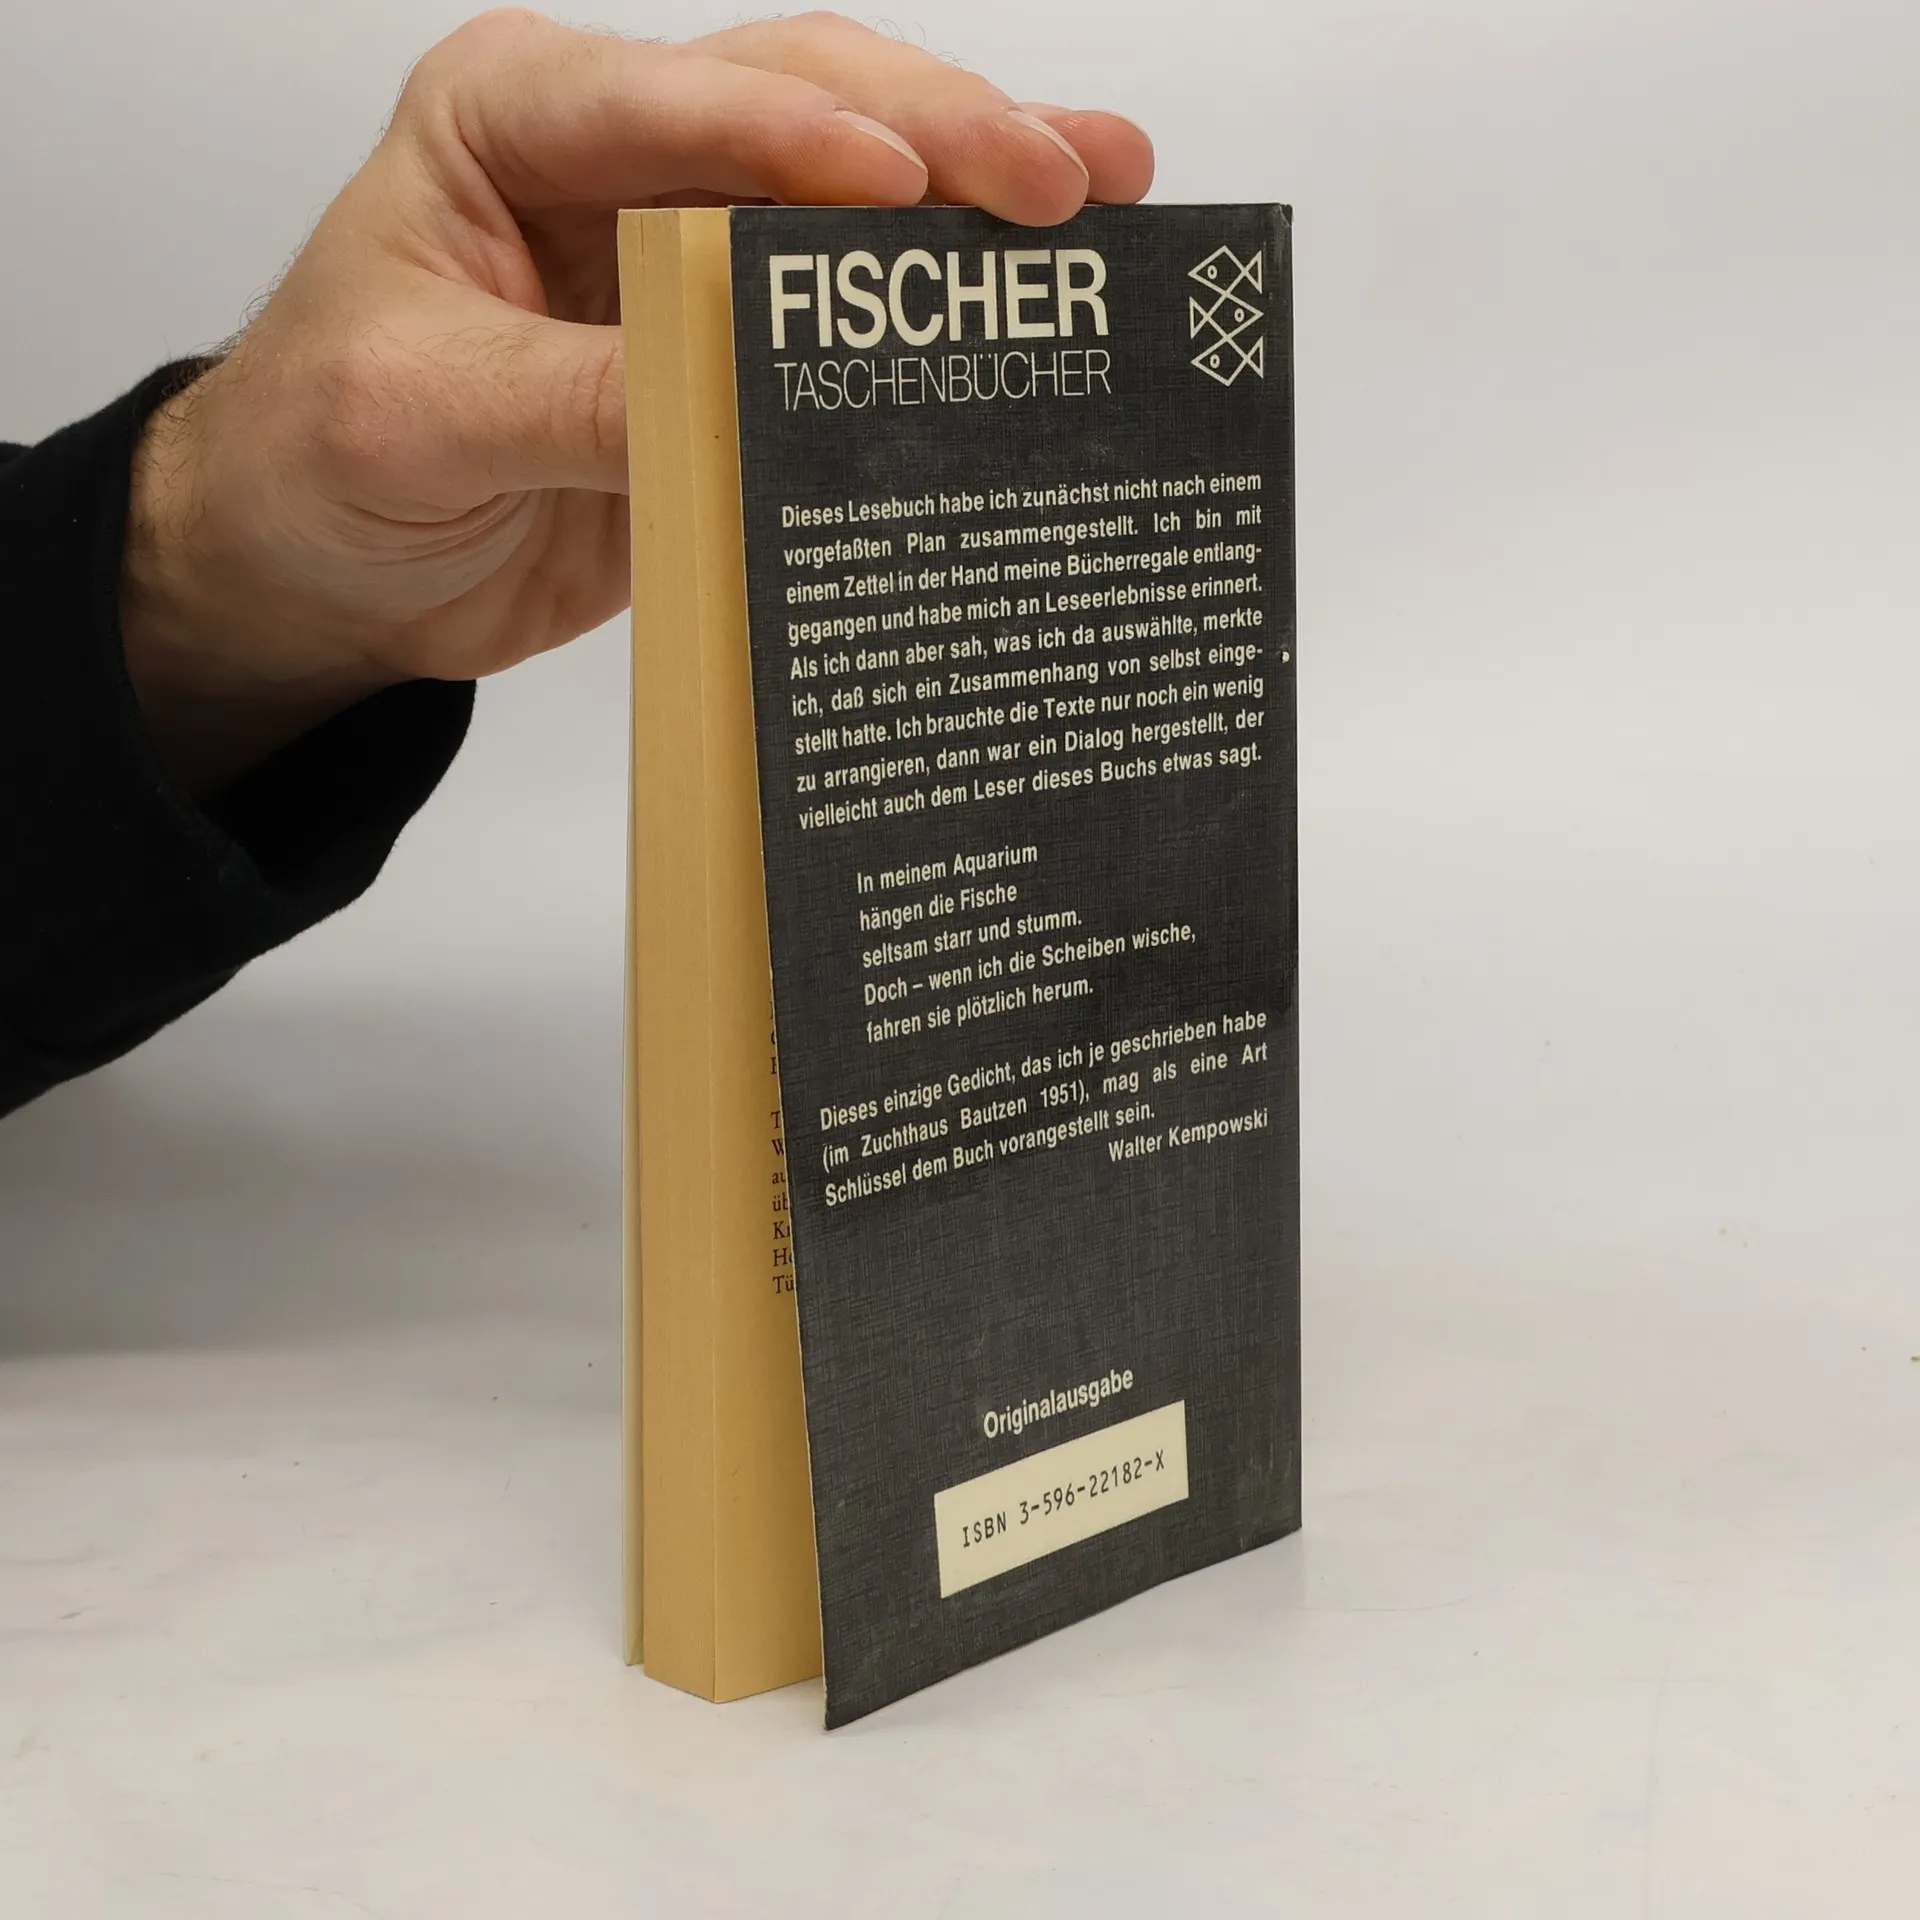 FISCHER
TASCHENBÜCHER
Dieses Lesebuch habe ich zunächst nicht nach einem
vorgefaßten Plan zusammengestellt. Ich bin mit
einem Zettel in der Hand meine Bücherregale entlang-
gegangen und habe mich an Leseerlebnisse erinnert.
Als ich dann aber sah, was ich da auswählte, merkte
ich, daß sich ein Zusammenhang von selbst einge-
stellt hatte. Ich brauchte die Texte nur noch ein wenig
zu arrangieren, dann war ein Dialog hergestellt, der
vielleicht auch dem Leser dieses Buchs etwas sagt.
In meinem Aquarium
hängen die Fische
seltsam starr und stumm.
Doch – wenn ich die Scheiben wische,
fahren sie plötzlich herum.
Dieses einzige Gedicht, das ich je geschrieben habe
(im Zuchthaus Bautzen 1951), mag als eine Art
Schlüssel dem Buch vorangestellt sein.
Walter Kempowski
Originalausgabe
ISBN 3-596-22182-X